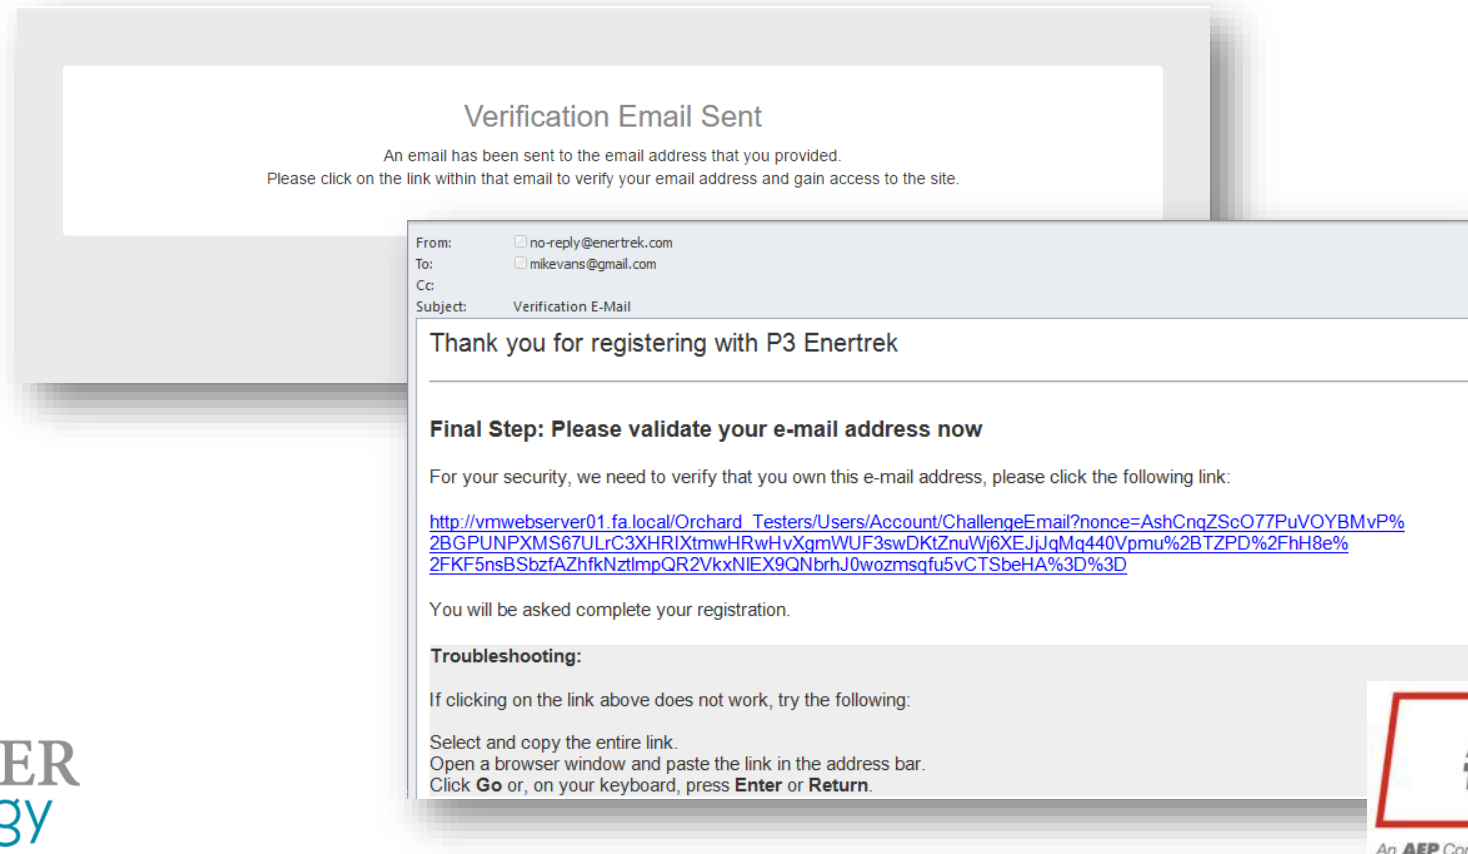 Verification Email Sent
An email has been sent to the email address that you provided.
Please click on the link within that email to verify your email address and gain access to the site.
From: no-reply@enertrek.com
To: mikevans@gmail.com
Cc:
Subject: Verification E-Mail
Thank you for registering with P3 Enertrek
Final Step: Please validate your e-mail address now
For your security, we need to verify that you own this e-mail address, please click the following link:
http://vmwebserver01.fa.local/Orchard_Testers/Users/Account/ChallengeEmail?nonce=AshCnqZScO77PuVOYBMvP%
2BGPUNPXMS67ULrC3XHRIXtmwHRwHvXgmWUF3swDKtZnuWj6XEJjJqMq440Vpmu%2BTZPD%2FhH8e%
2FKF5nsBSbzfAZhfkNztlmpQR2VkxNlEX9QNbrhJ0wozmsqfu5vCTSbeHA%3D%3D
You will be asked complete your registration.
Troubleshooting:
If clicking on the link above does not work, try the following:
Select and copy the entire link.
Open a browser window and paste the link in the address bar.
Click Go or, on your keyboard, press Enter or Return.
ER
gy
An AEP Co